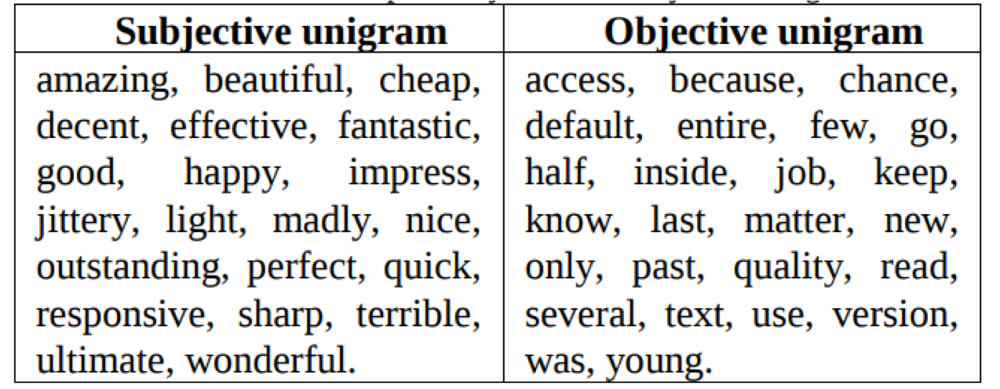 Subjective unigram
Objective unigram
amazing, beautiful, cheap,
decent, effective, fantastic,
good, happy, impress,
jittery, light, madly, nice,
outstanding, perfect, quick,
responsive, sharp, terrible,
ultimate, wonderful.
access, because, chance,
default, entire, few, go,
half, inside, job, keep,
know, last, matter, new,
only, past, quality, read,
several, text, use, version,
was, young.